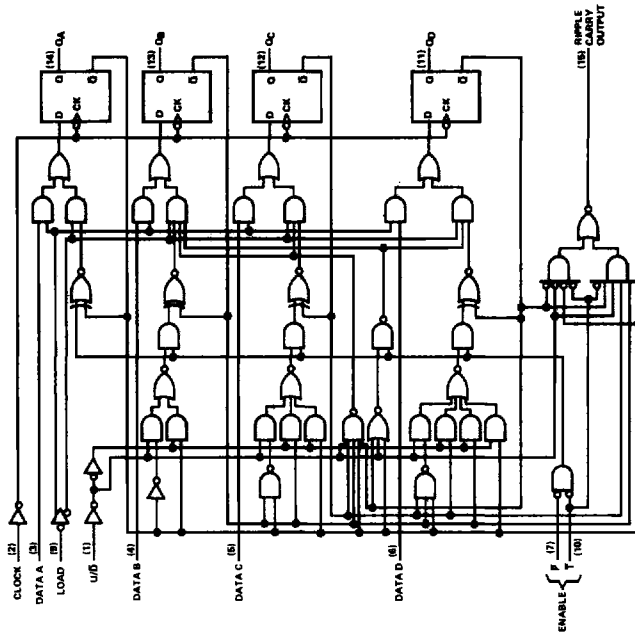 CLOCK (2)
DATA A (3)
LOAD (9)
U/D̅ (1)
DATA B (4)
DATA C (5)
DATA D (6)
ENABLE
P̅ (7)
T̅ (10)
D
Q
CK
Q̅
(14) QA
D
Q
CK
Q̅
(13) QB
D
Q
CK
Q̅
(12) QC
D
Q
CK
Q̅
(11) QD
(15) RIPPLE
CARRY
OUTPUT